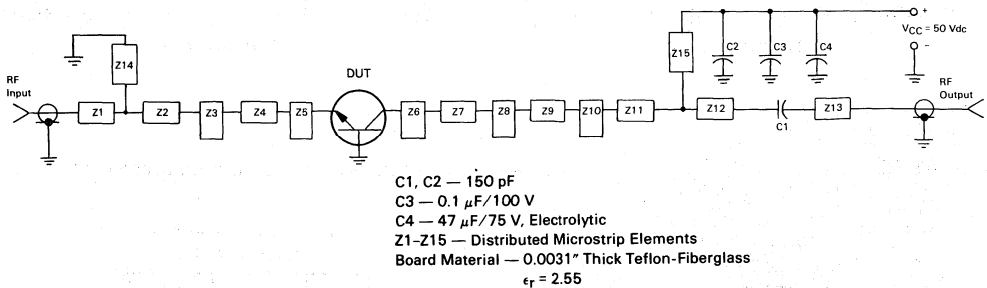 +
VCC = 50 Vdc
−
Z14
Z15
C2
C3
C4
RF
Input
DUT
RF
Output
Z1
Z2
Z3
Z4
Z5
Z6
Z7
Z8
Z9
Z10
Z11
Z12
C1
Z13
C1, C2 — 150 pF
C3 — 0.1 μF/100 V
C4 — 47 μF/75 V, Electrolytic
Z1–Z15 — Distributed Microstrip Elements
Board Material — 0.0031″ Thick Teflon-Fiberglass
ϵr = 2.55